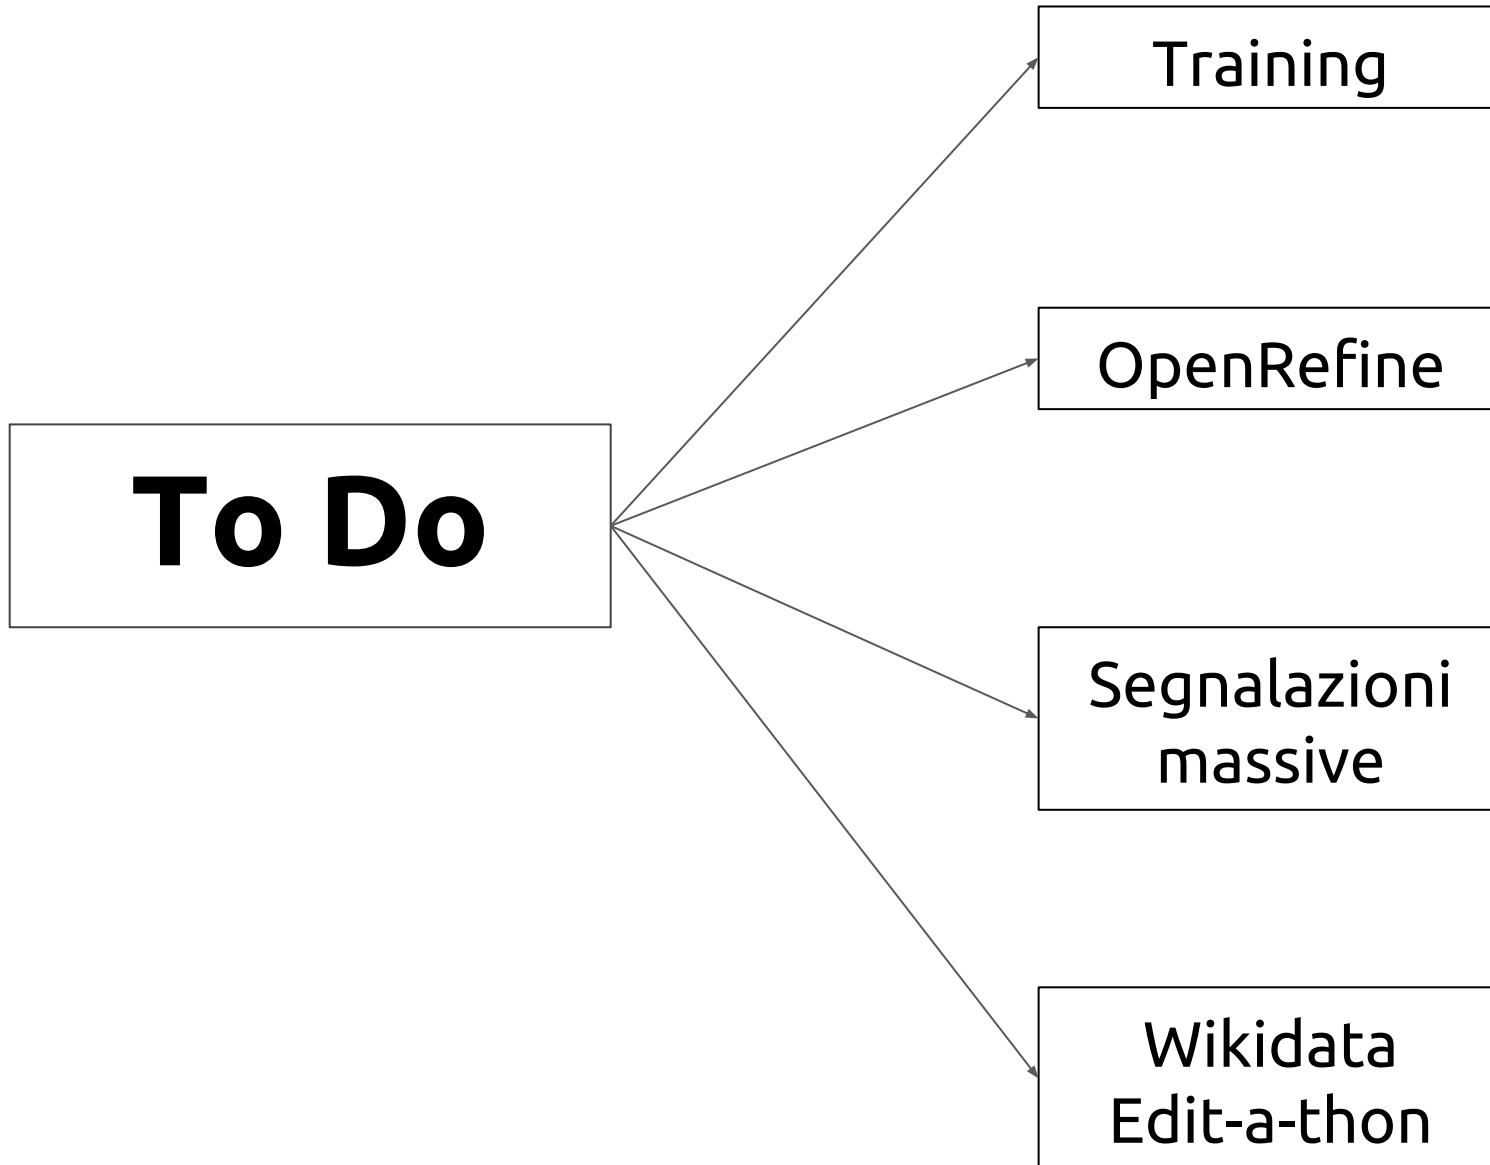 Training
OpenRefine
To Do
Segnalazioni
massive
Wikidata
Edit-a-thon